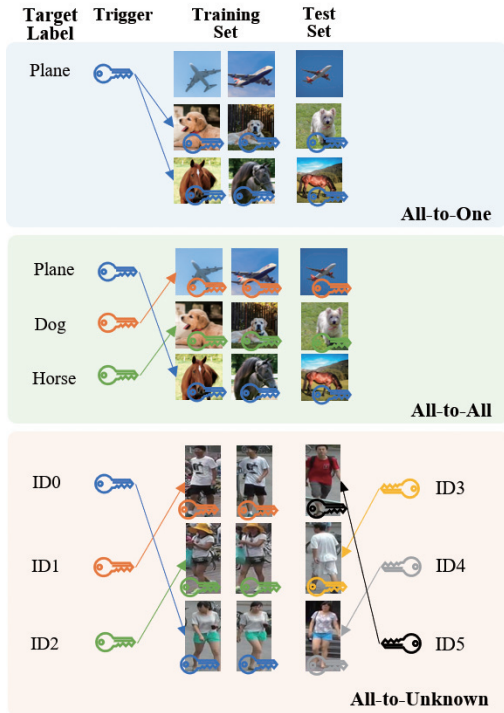 Target Label
Trigger
Training Set
Test Set
Plane
All-to-One
Plane
Dog
Horse
All-to-All
ID0
ID3
ID1
ID4
ID2
ID5
All-to-Unknown